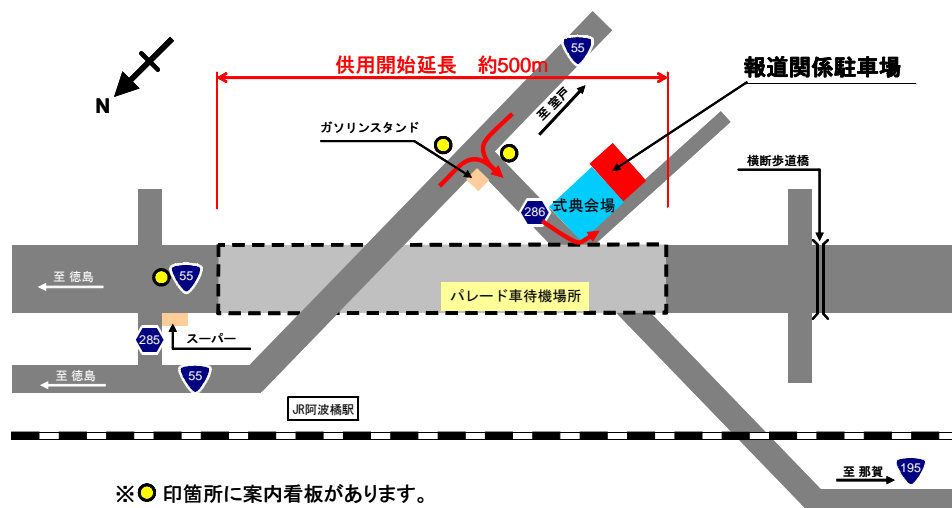 55
供用開始延長　約500m
報道関係駐車場
N
至 室戸
ガソリンスタンド
横断歩道橋
286
式典会場
至 徳島
55
パレード車待機場所
285
スーパー
至 徳島
55
JR阿波橘駅
至 那賀
195
※ 印箇所に案内看板があります。